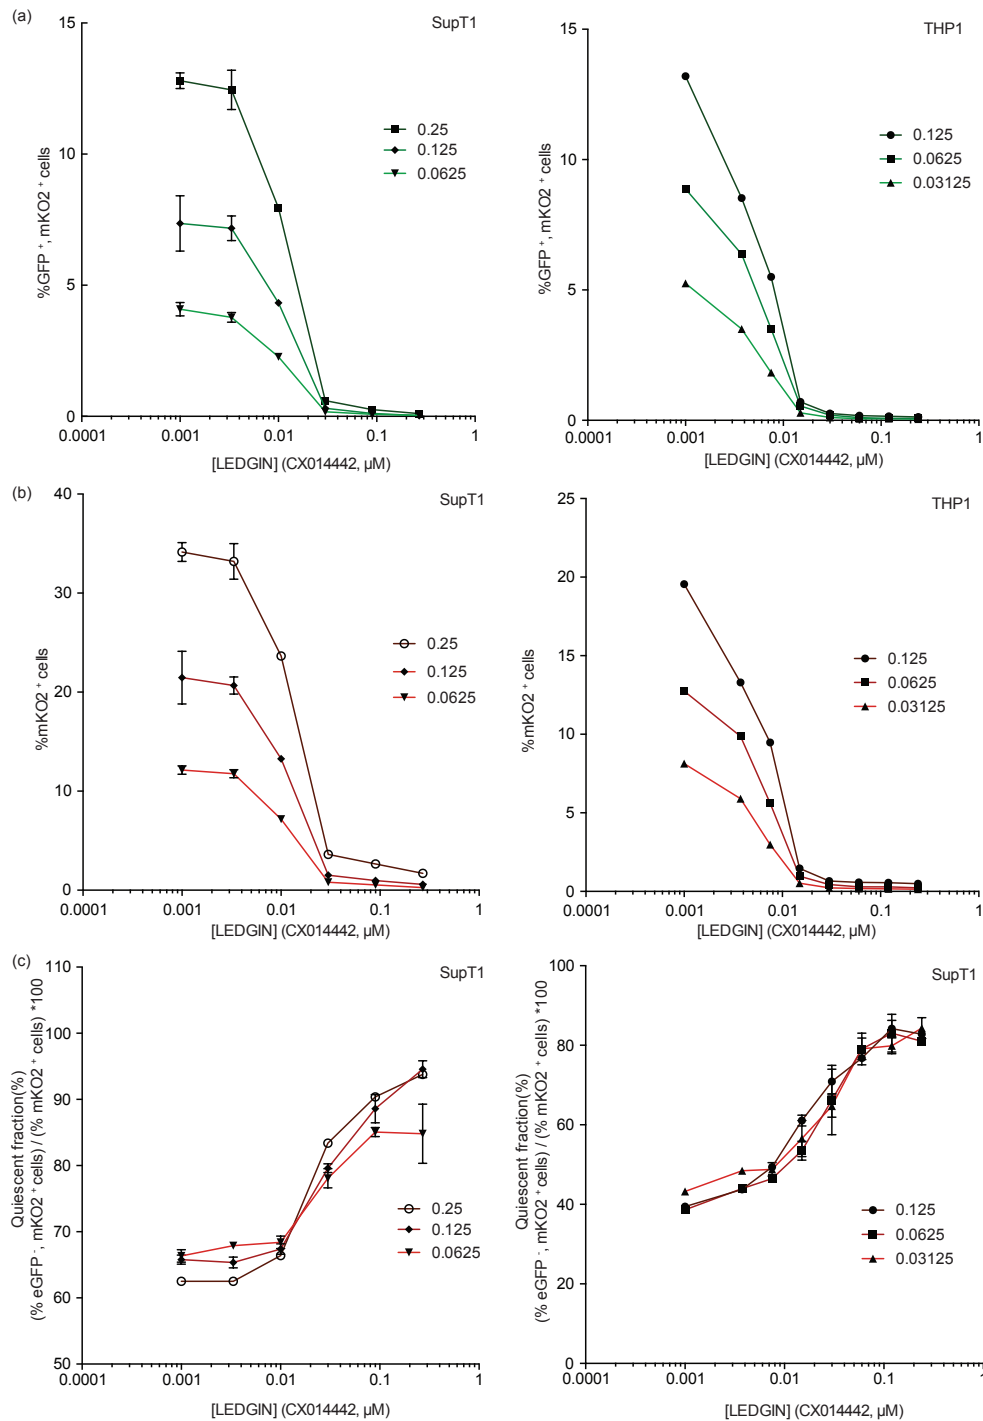 (a)
SupT1
15
10
5
0
%GFP⁺, mKO2⁺ cells
0.25
0.125
0.0625
0.0001 0.001 0.01 0.1 1
[LEDGIN] (CX014442, µM)
THP1
15
10
5
0
%GFP⁺, mKO2⁺ cells
0.125
0.0625
0.03125
0.0001 0.001 0.01 0.1 1
[LEDGIN] (CX014442, µM)
(b)
SupT1
40
30
20
10
0
%mKO2⁺ cells
0.25
0.125
0.0625
0.0001 0.001 0.01 0.1 1
[LEDGIN] (CX014442, µM)
THP1
25
20
15
10
5
0
%mKO2⁺ cells
0.125
0.0625
0.03125
0.0001 0.001 0.01 0.1 1
[LEDGIN] (CX014442, µM)
(c)
SupT1
110
100
90
80
70
60
50
Quiescent fraction(%)
(% eGFP⁻, mKO2⁺ cells) / (% mKO2⁺ cells) *100
0.25
0.125
0.0625
0.0001 0.001 0.01 0.1 1
[LEDGIN] (CX014442, µM)
SupT1
100
80
60
40
20
0
Quiescent fraction(%)
(% eGFP⁻, mKO2⁺ cells) / (% mKO2⁺ cells) *100
0.125
0.0625
0.03125
0.0001 0.001 0.01 0.1 1
[LEDGIN] (CX014442, µM)